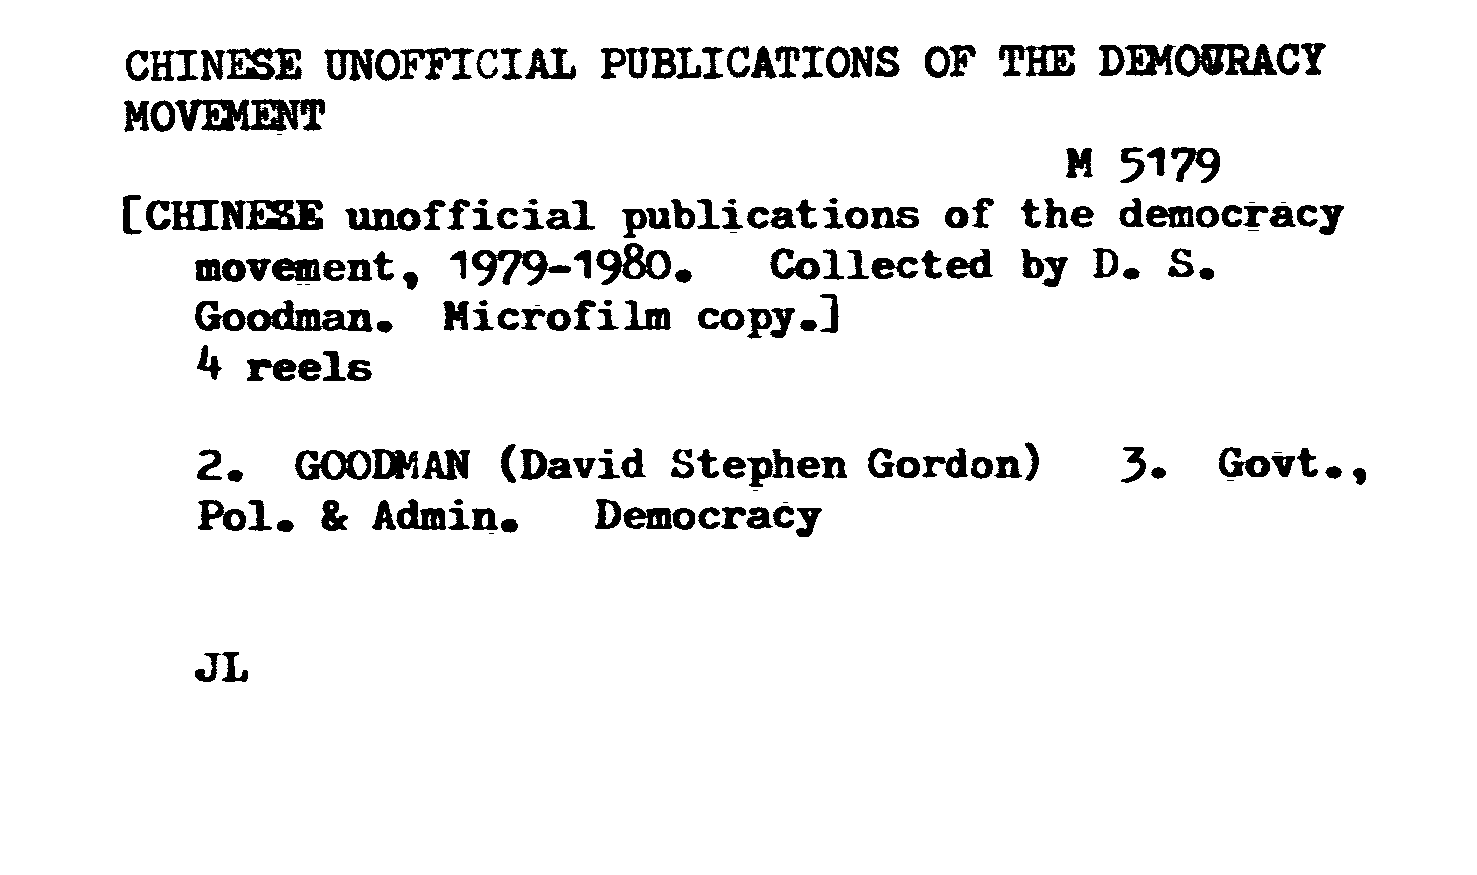 CHINESE UNOFFICIAL PUBLICATIONS OF THE DEMOCRACY
MOVEMENT
M 5179
[CHINESE unofficial publications of the democracy
movement, 1979-1980. Collected by D. S.
Goodman. Microfilm copy.]
4 reels
2. GOODMAN (David Stephen Gordon) 3. Govt.,
Pol. & Admin. Democracy
JL